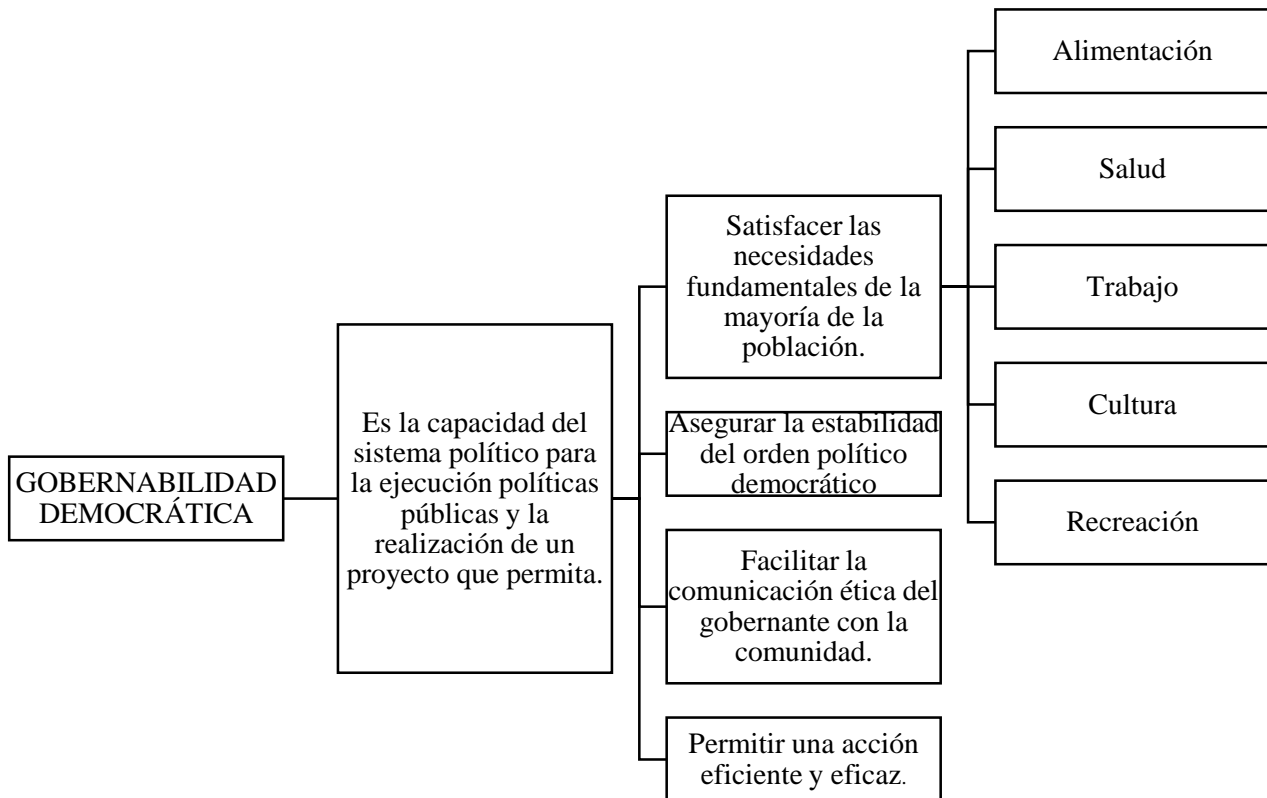 GOBERNABILIDAD
DEMOCRÁTICA
Es la capacidad del
sistema político para
la ejecución políticas
públicas y la
realización de un
proyecto que permita.
Satisfacer las
necesidades
fundamentales de la
mayoría de la
población.
Alimentación
Salud
Trabajo
Cultura
Recreación
Asegurar la estabilidad
del orden político
democrático
Facilitar la
comunicación ética del
gobernante con la
comunidad.
Permitir una acción
eficiente y eficaz.